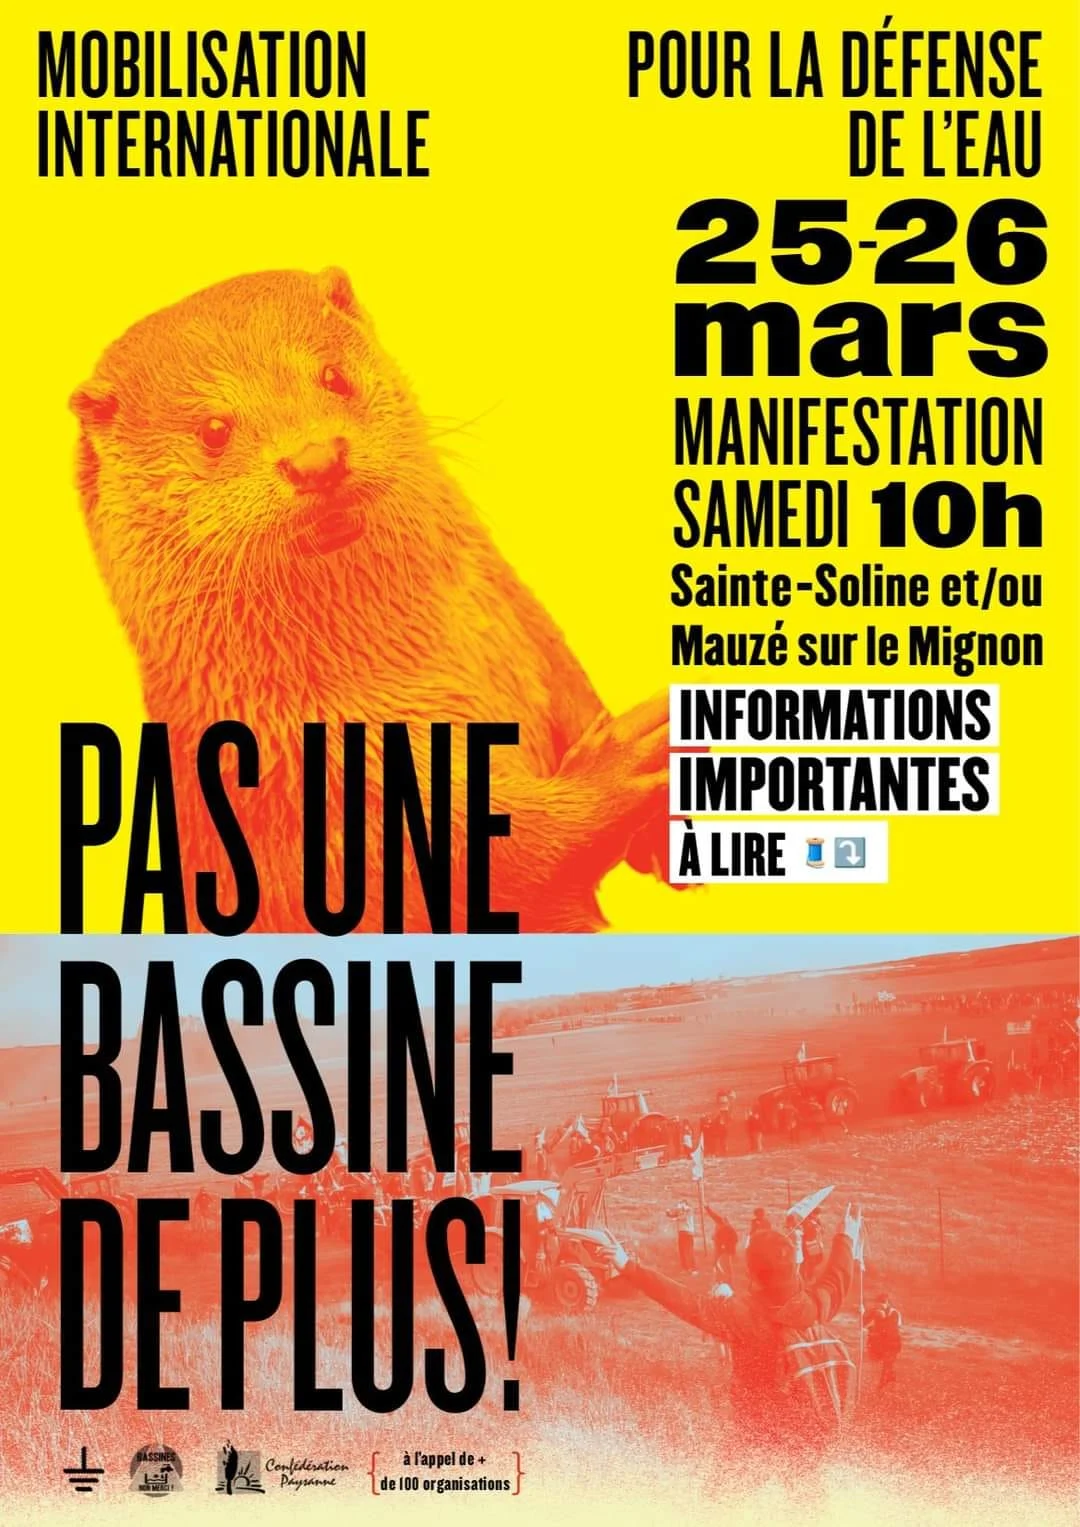 MOBILISATION
INTERNATIONALE
POUR LA DÉFENSE
DE L'EAU
25-26
mars
MANIFESTATION
SAMEDI 10h
Sainte-Soline et/ou
Mauzé sur le Mignon
INFORMATIONS
IMPORTANTES
À LIRE 🧵⤵️
PAS UNE
BASSINE
DE PLUS!
BASSINES
NON MERCI !
Confédération
Paysanne
à l'appel de +
de 100 organisations